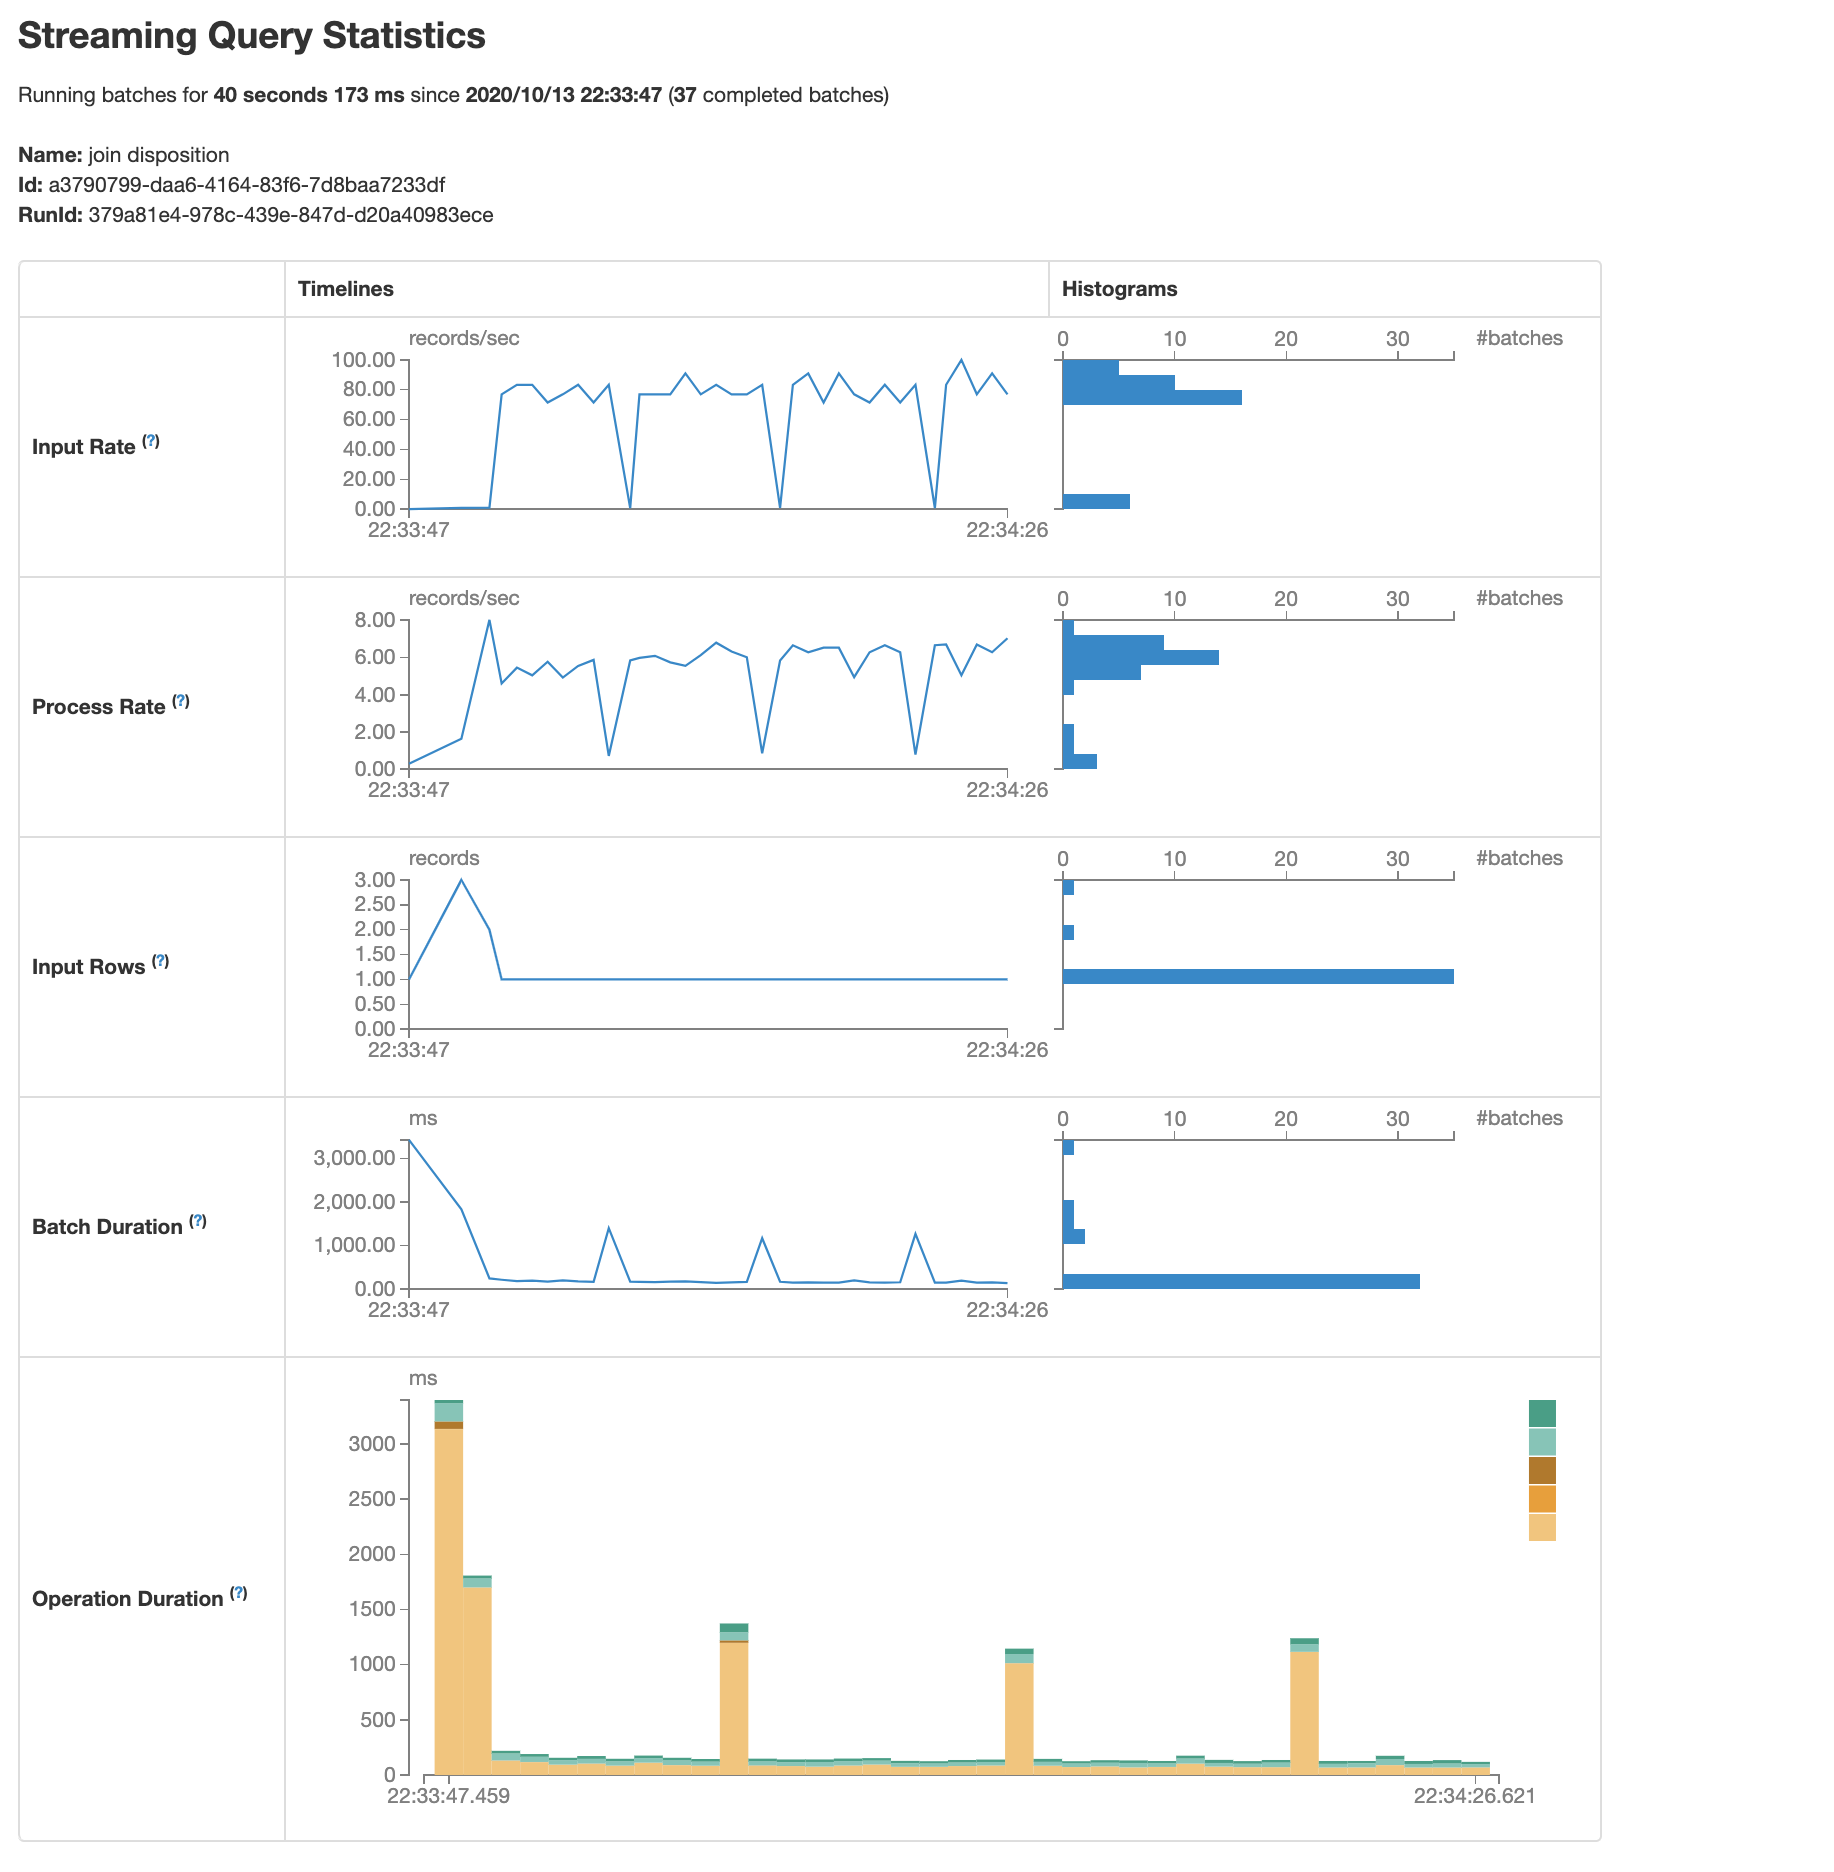 Streaming Query Statistics
Running batches for 40 seconds 173 ms since 2020/10/13 22:33:47 (37 completed batches)
Name: join disposition
Id: a3790799-daa6-4164-83f6-7d8baa7233df
RunId: 379a81e4-978c-439e-847d-d20a40983ece
Timelines Histograms
Input Rate (?)
records/sec
100.00
80.00
60.00
40.00
20.00
0.00
22:33:47 22:34:26
0 10 20 30 #batches
Process Rate (?)
records/sec
8.00
6.00
4.00
2.00
0.00
22:33:47 22:34:26
0 10 20 30 #batches
Input Rows (?)
records
3.00
2.50
2.00
1.50
1.00
0.50
0.00
22:33:47 22:34:26
0 10 20 30 #batches
Batch Duration (?)
ms
3,000.00
2,000.00
1,000.00
0.00
22:33:47 22:34:26
0 10 20 30 #batches
Operation Duration (?)
ms
3000
2500
2000
1500
1000
500
0
22:33:47.459 22:34:26.621